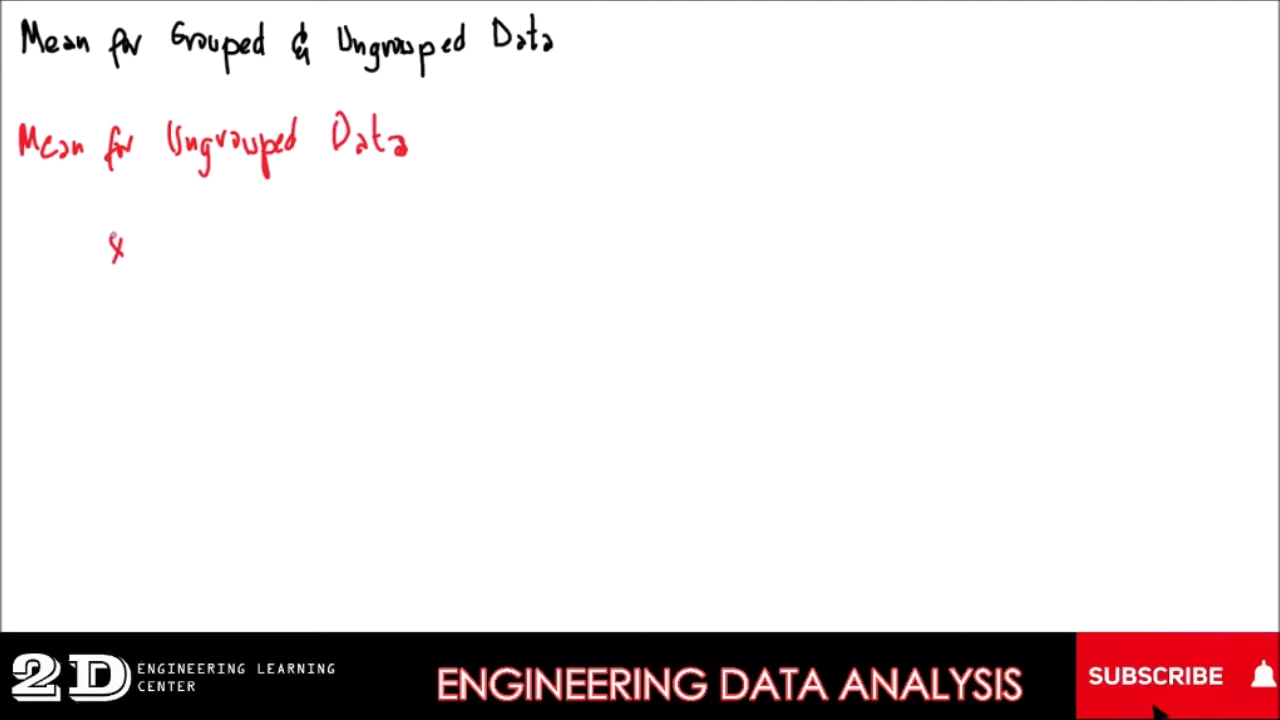 Mean for Grouped & Ungrouped Data
Mean for Ungrouped Data
x
2D ENGINEERING LEARNING
CENTER
ENGINEERING DATA ANALYSIS
SUBSCRIBE